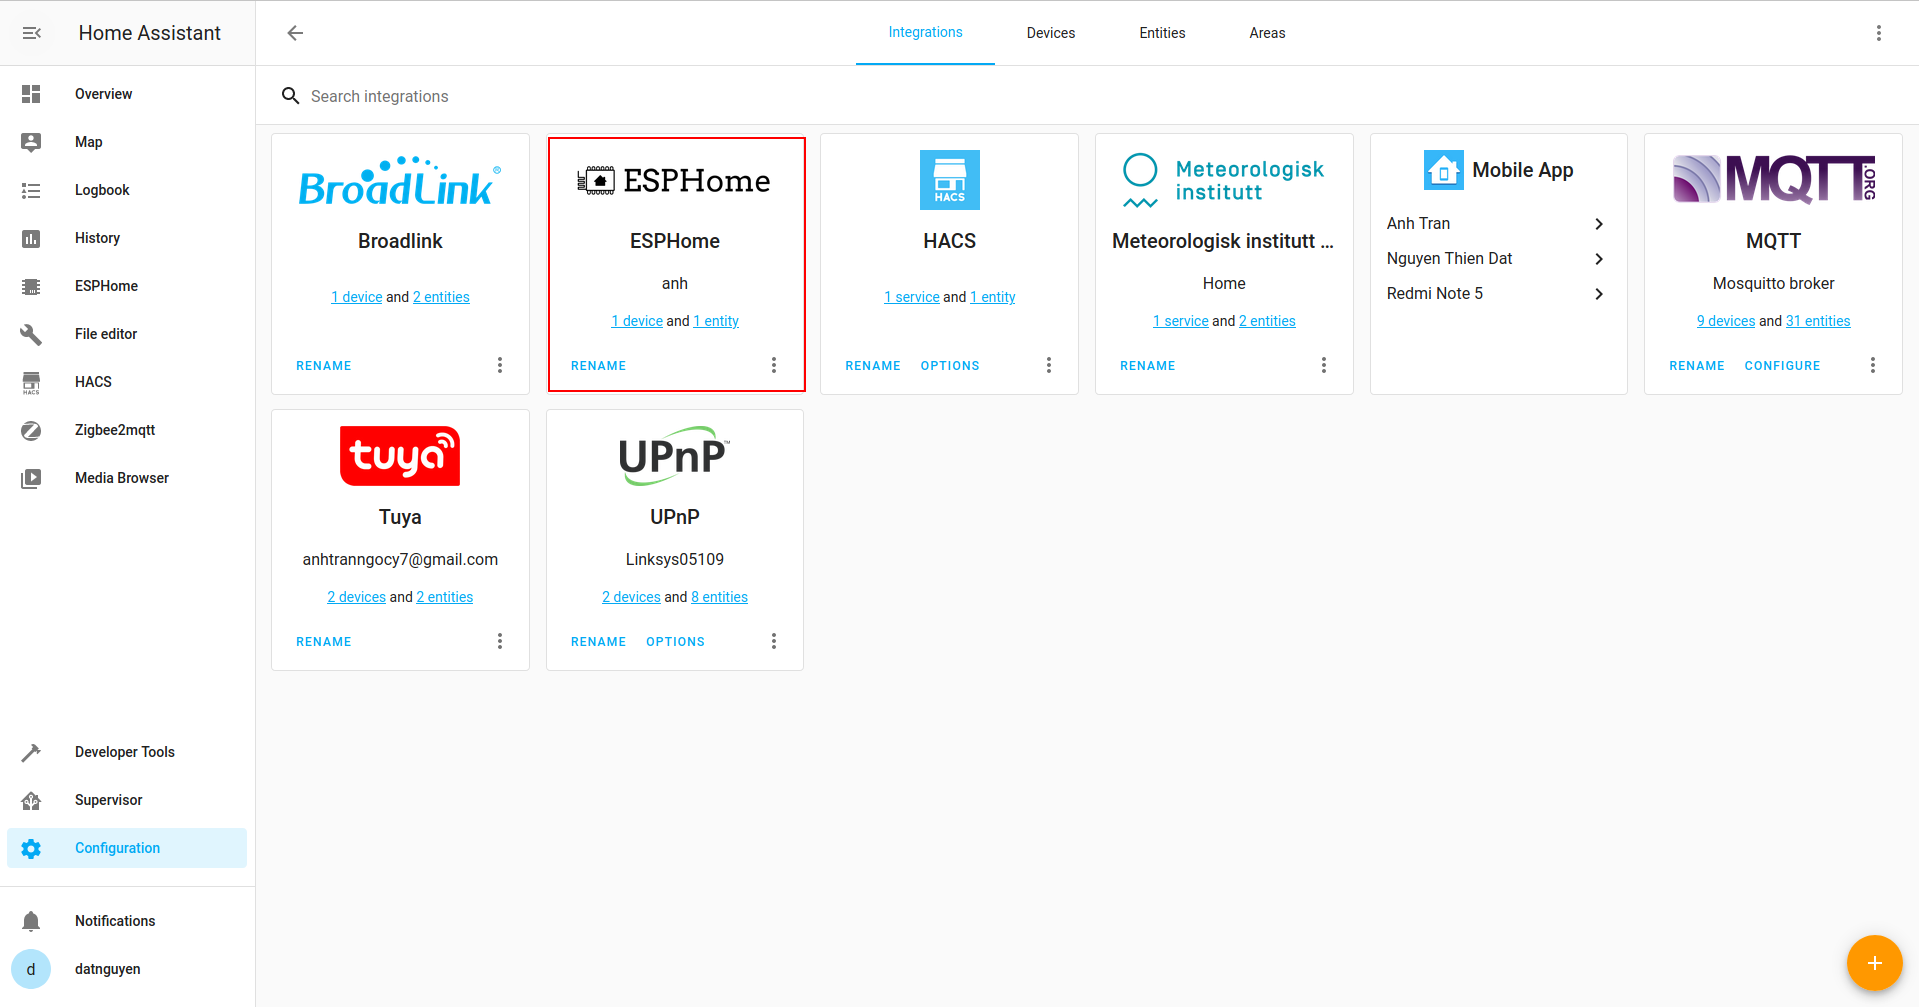 Home Assistant
Integrations
Devices
Entities
Areas
Search integrations
Overview
Map
Logbook
History
ESPHome
File editor
HACS
Zigbee2mqtt
Media Browser
Developer Tools
Supervisor
Configuration
Notifications
d
datnguyen
BroadLink®
Broadlink
1 device and 2 entities
RENAME
ESPHome
ESPHome
anh
1 device and 1 entity
RENAME
HACS
HACS
1 service and 1 entity
RENAME OPTIONS
Meteorologisk
institutt
Meteorologisk institutt ...
Home
1 service and 2 entities
RENAME
Mobile App
Anh Tran
Nguyen Thien Dat
Redmi Note 5
MQTT.ORG
MQTT
Mosquitto broker
9 devices and 31 entities
RENAME CONFIGURE
tuya
Tuya
anhtranngocy7@gmail.com
2 devices and 2 entities
RENAME
UPnP™
UPnP
Linksys05109
2 devices and 8 entities
RENAME OPTIONS
HACS